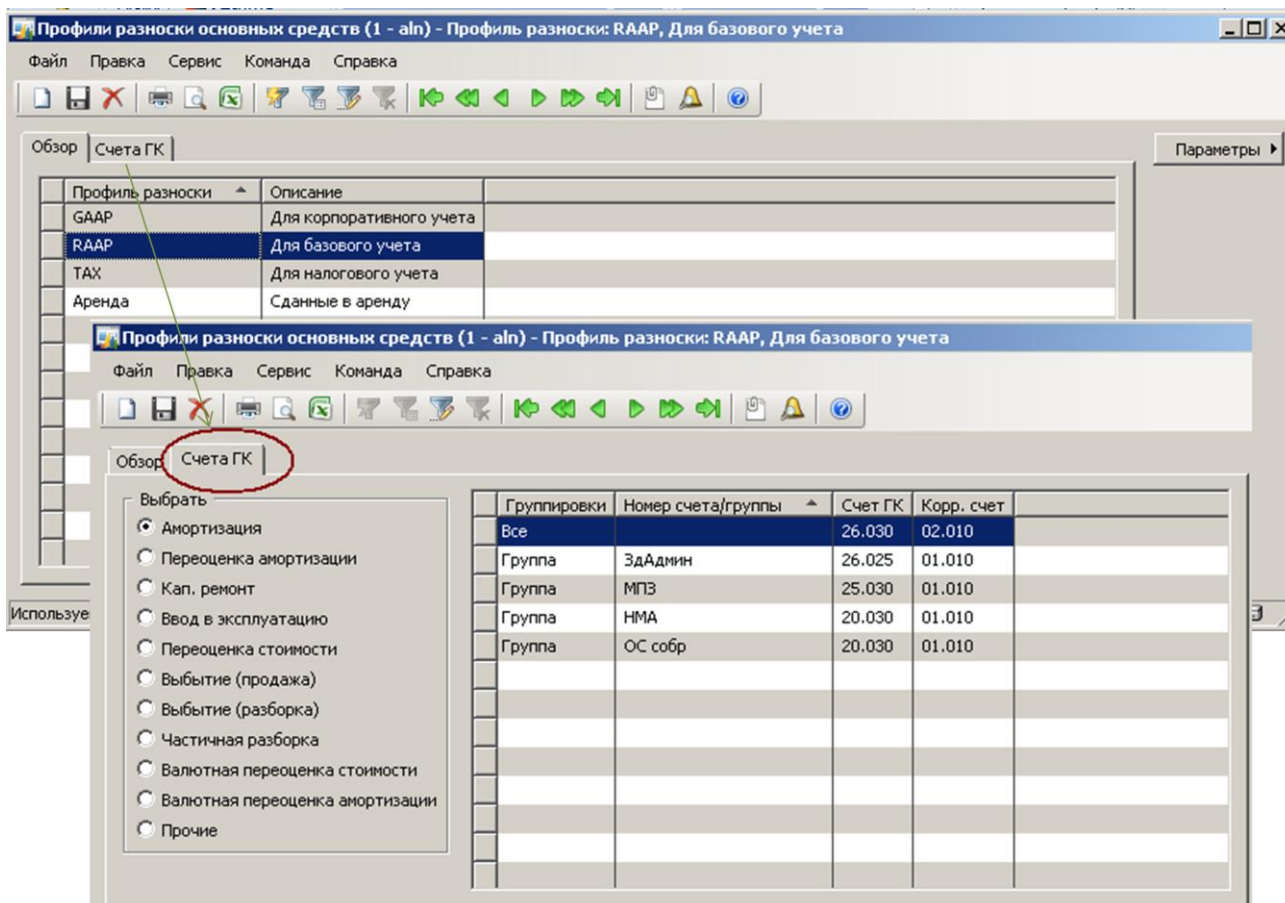 Профили разноски основных средств (1 - aln) - Профиль разноски: RAAP, Для базового учета
Файл Правка Сервис Команда Справка
Обзор Счета ГК Параметры
Профиль разноски Описание
GAAP Для корпоративного учета
RAAP Для базового учета
TAX Для налогового учета
Аренда Сданные в аренду
Профили разноски основных средств (1 - aln) - Профиль разноски: RAAP, Для базового учета
Файл Правка Сервис Команда Справка
Обзор Счета ГК
Выбрать
Амортизация
Переоценка амортизации
Кап. ремонт
Ввод в эксплуатацию
Переоценка стоимости
Выбытие (продажа)
Выбытие (разборка)
Частичная разборка
Валютная переоценка стоимости
Валютная переоценка амортизации
Прочие
Группировки Номер счета/группы Счет ГК Корр. счет
Все 26.030 02.010
Группа ЗдАдмин 26.025 01.010
Группа МПЗ 25.030 01.010
Группа НМА 20.030 01.010
Группа ОС собр 20.030 01.010
Используе